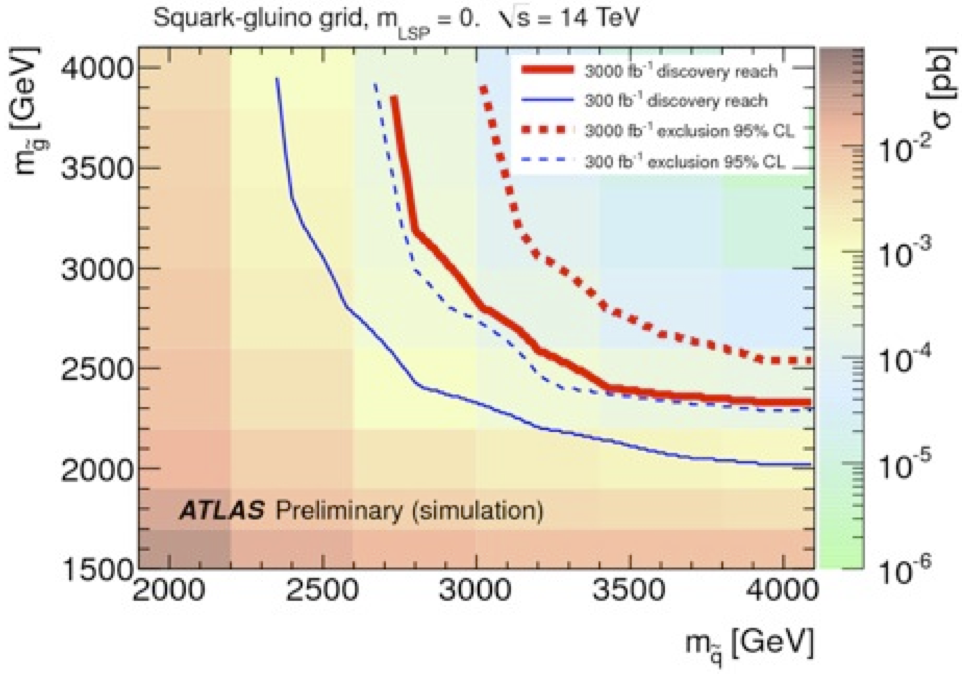 Squark-gluino grid, m_LSP = 0. √s = 14 TeV
m_g̃ [GeV]
4000
3500
3000
2500
2000
1500
3000 fb⁻¹ discovery reach
300 fb⁻¹ discovery reach
3000 fb⁻¹ exclusion 95% CL
300 fb⁻¹ exclusion 95% CL
ATLAS Preliminary (simulation)
2000 2500 3000 3500 4000
m_q̃ [GeV]
σ [pb]
10⁻²
10⁻³
10⁻⁴
10⁻⁵
10⁻⁶